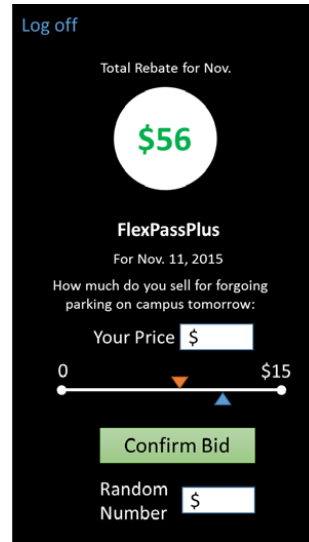 Log off
Total Rebate for Nov.
$56
FlexPassPlus
For Nov. 11, 2015
How much do you sell for forgoing
parking on campus tomorrow:
Your Price $
0 $15
Confirm Bid
Random
Number $